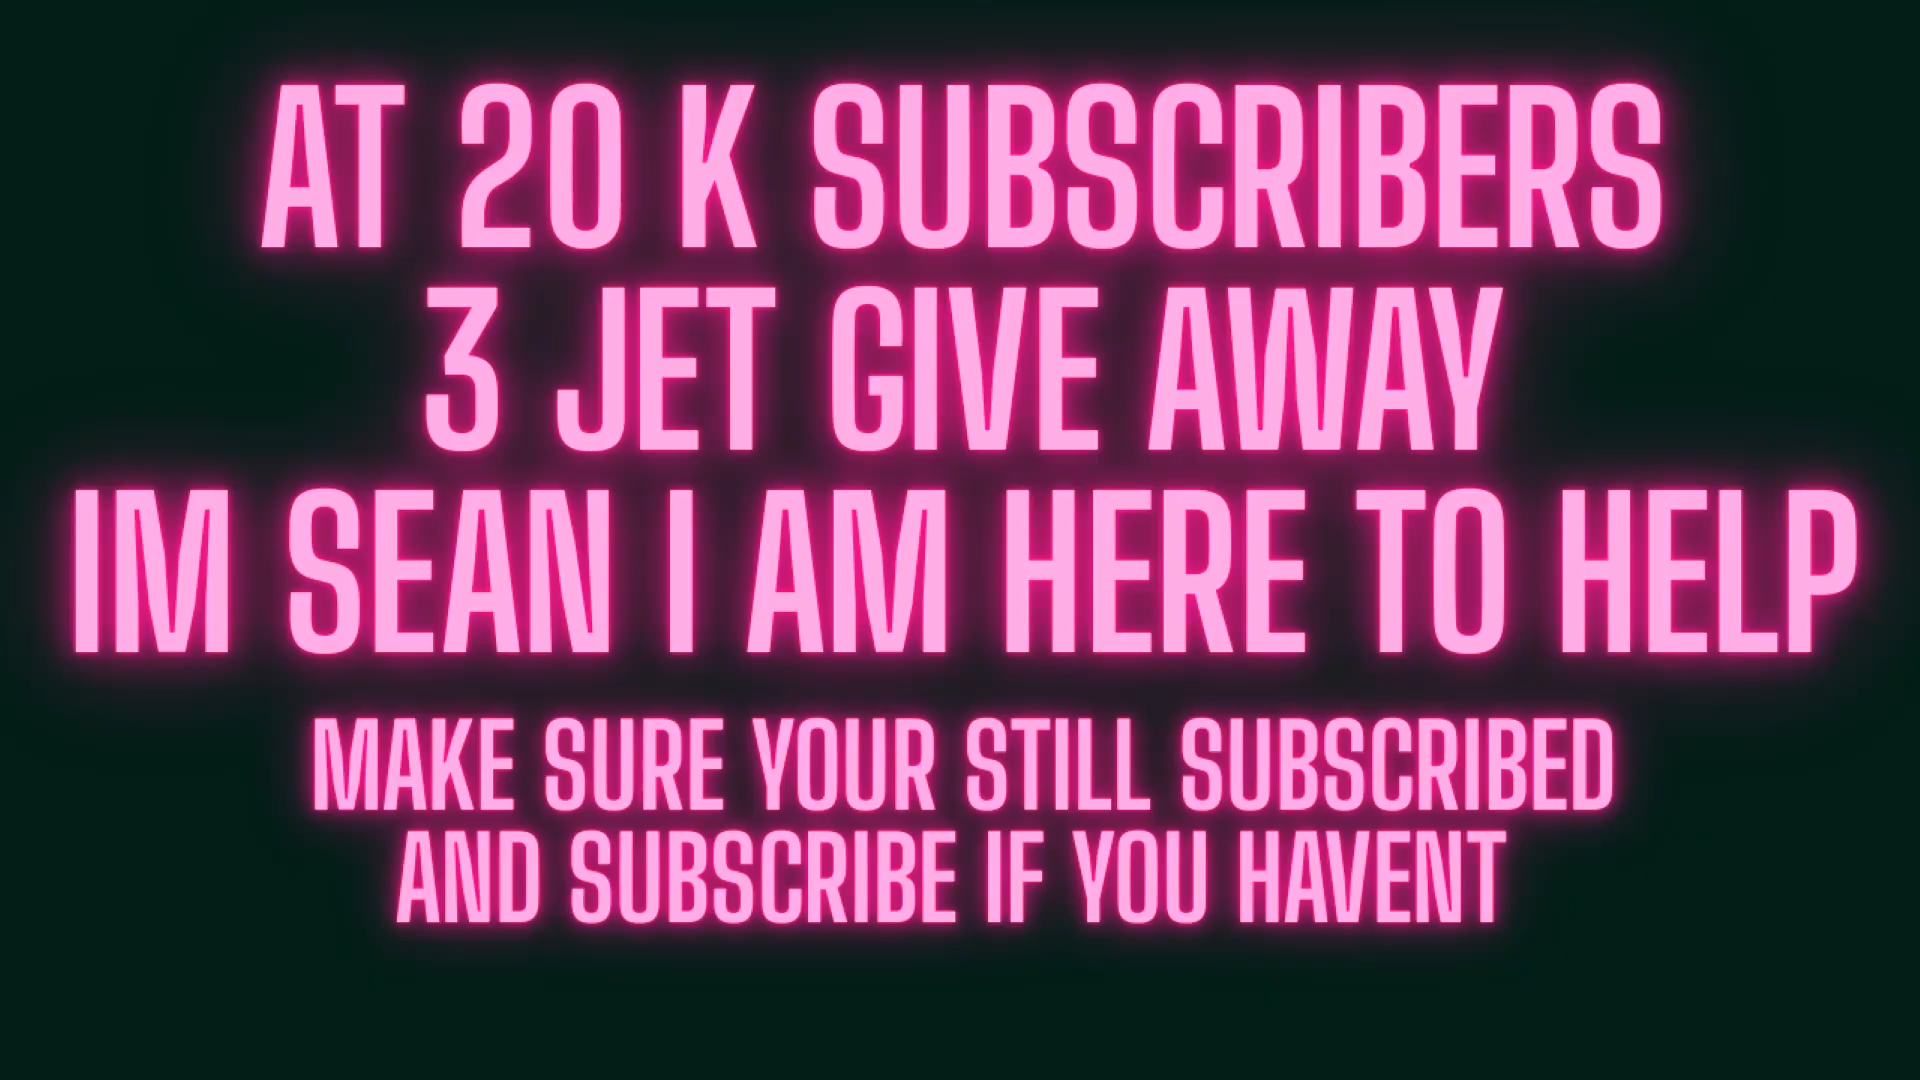 AT 20 K SUBSCRIBERS
3 JET GIVE AWAY
IM SEAN I AM HERE TO HELP
MAKE SURE YOUR STILL SUBSCRIBED
AND SUBSCRIBE IF YOU HAVENT